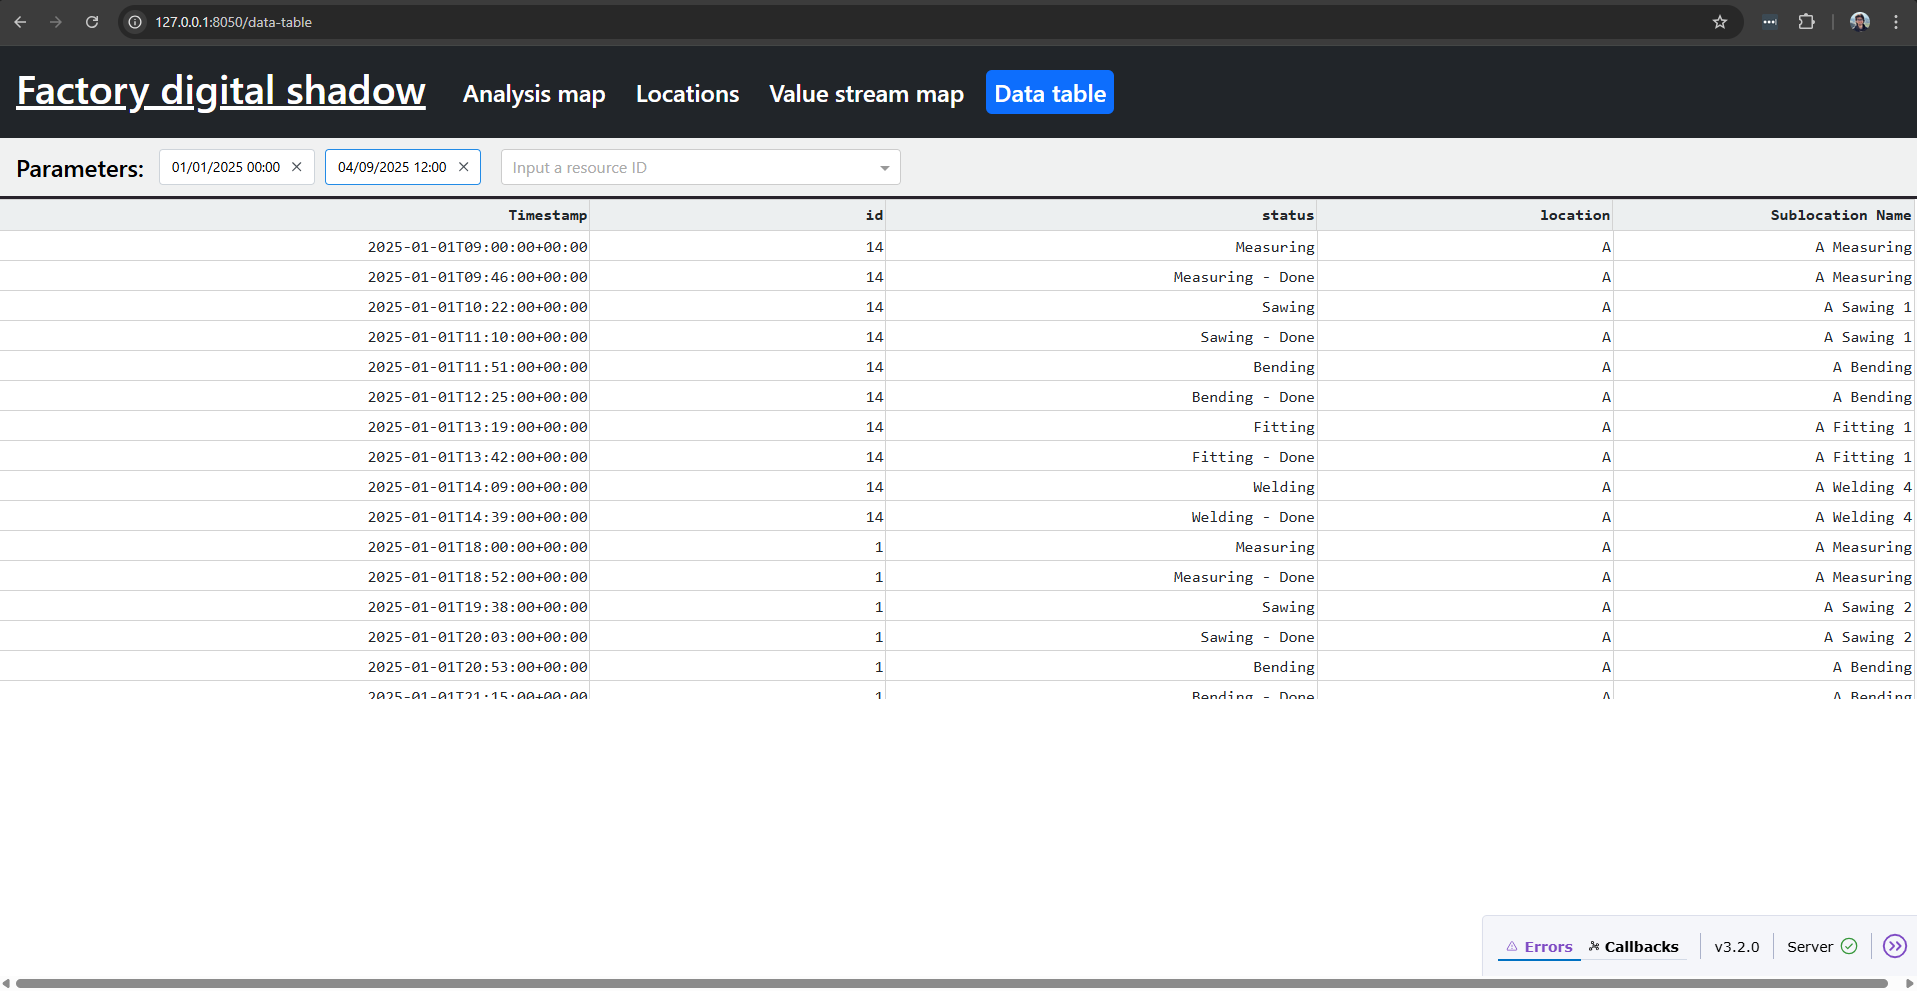 127.0.0.1:8050/data-table
Factory digital shadow Analysis map Locations Value stream map Data table
Parameters: 01/01/2025 00:00 04/09/2025 12:00 Input a resource ID
Timestamp id status location Sublocation Name
2025-01-01T09:00:00+00:00 14 Measuring A A Measuring
2025-01-01T09:46:00+00:00 14 Measuring - Done A A Measuring
2025-01-01T10:22:00+00:00 14 Sawing A A Sawing 1
2025-01-01T11:10:00+00:00 14 Sawing - Done A A Sawing 1
2025-01-01T11:51:00+00:00 14 Bending A A Bending
2025-01-01T12:25:00+00:00 14 Bending - Done A A Bending
2025-01-01T13:19:00+00:00 14 Fitting A A Fitting 1
2025-01-01T13:42:00+00:00 14 Fitting - Done A A Fitting 1
2025-01-01T14:09:00+00:00 14 Welding A A Welding 4
2025-01-01T14:39:00+00:00 14 Welding - Done A A Welding 4
2025-01-01T18:00:00+00:00 1 Measuring A A Measuring
2025-01-01T18:52:00+00:00 1 Measuring - Done A A Measuring
2025-01-01T19:38:00+00:00 1 Sawing A A Sawing 2
2025-01-01T20:03:00+00:00 1 Sawing - Done A A Sawing 2
2025-01-01T20:53:00+00:00 1 Bending A A Bending
2025-01-01T21:15:00+00:00 1 Bending - Done A A Bending
Errors Callbacks v3.2.0 Server